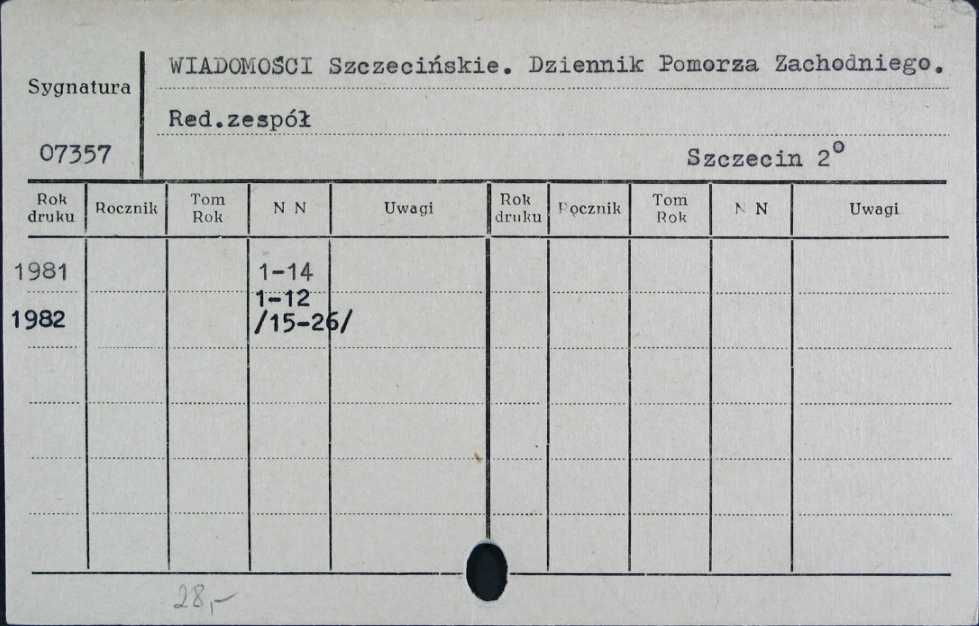 WIADOMOŚCI Szczecińskie. Dziennik Pomorza Zachodniego.
Sygnatura
Red.zespół
07357
Szczecin 2°
Rok druku Rocznik Tom Rok N N Uwagi Rok druku Rocznik Tom Rok N N Uwagi
1981 1-14
1-12
1982 /15-26/
28,-